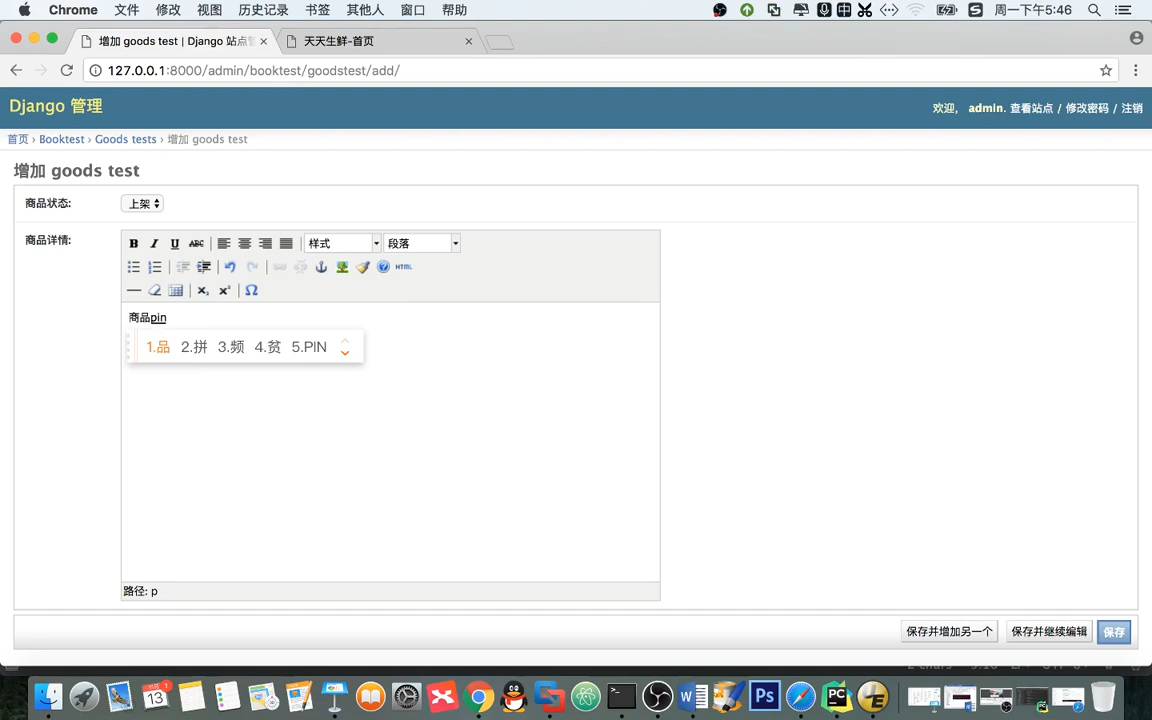 Chrome 文件 修改 视图 历史记录 书签 其他人 窗口 帮助 周一下午5:46
增加 goods test | Django 站点 天天生鲜-首页
127.0.0.1:8000/admin/booktest/goodstest/add/
Django 管理
欢迎, admin. 查看站点 / 修改密码 / 注销
首页 › Booktest › Goods tests › 增加 goods test
增加 goods test
商品状态: 上架
商品详情:
B I U ABC 样式 段落
HTML
商品pin
1.品 2.拼 3.频 4.贫 5.PIN
路径: p
保存并增加另一个 保存并继续编辑 保存